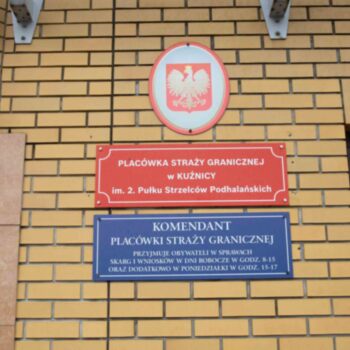 PLACÓWKA STRAŻY GRANICZNEJ
w KUŹNICY
im. 2. Pułku Strzelców Podhalańskich
KOMENDANT
PLACÓWKI STRAŻY GRANICZNEJ
PRZYJMUJE OBYWATELI W SPRAWACH
SKARG I WNIOSKÓW W DNI ROBOCZE W GODZ. 8-15
ORAZ DODATKOWO W PONIEDZIAŁKI W GODZ. 15-17